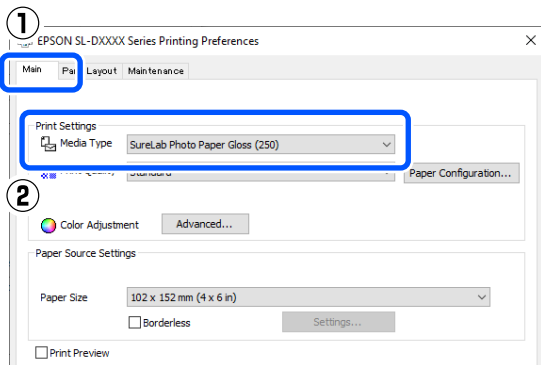 ①
EPSON SL-DXXXX Series Printing Preferences
Main Layout Maintenance
Print Settings
Media Type SureLab Photo Paper Gloss (250)
Paper Configuration...
②
Color Adjustment Advanced...
Paper Source Settings
Paper Size 102 x 152 mm (4 x 6 in)
Borderless Settings...
Print Preview